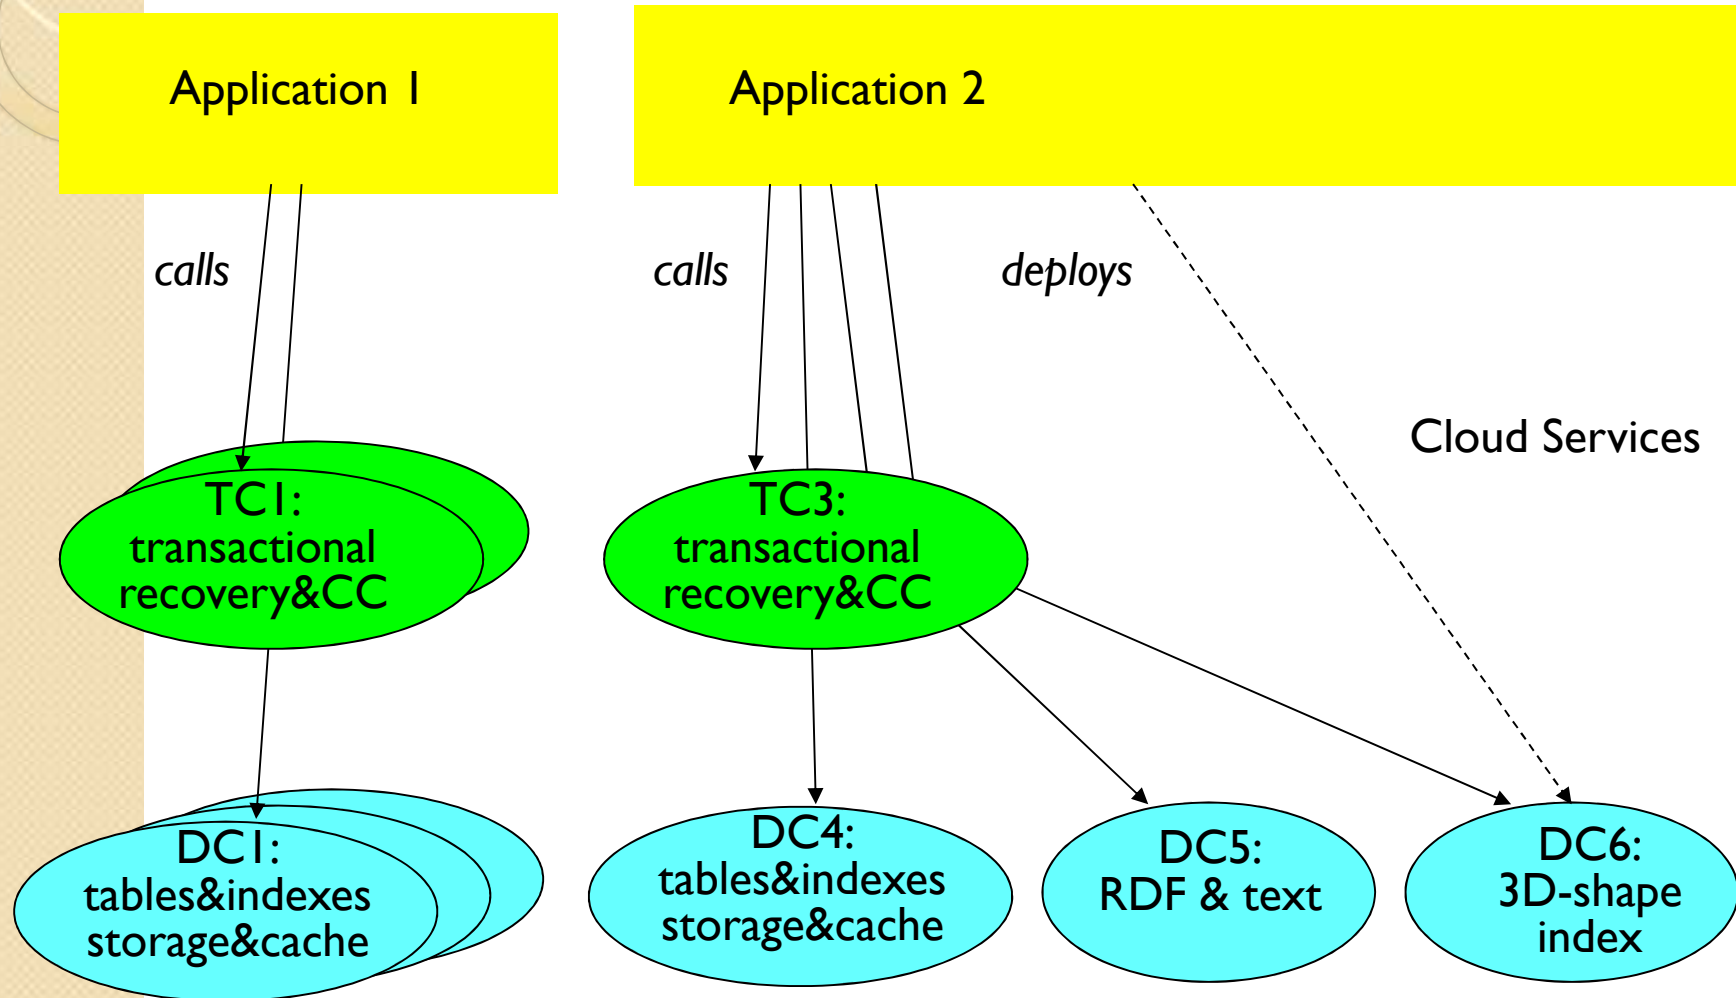 Application 1
Application 2
calls
calls
deploys
Cloud Services
TC1:
transactional
recovery&CC
TC3:
transactional
recovery&CC
DC1:
tables&indexes
storage&cache
DC4:
tables&indexes
storage&cache
DC5:
RDF & text
DC6:
3D-shape
index